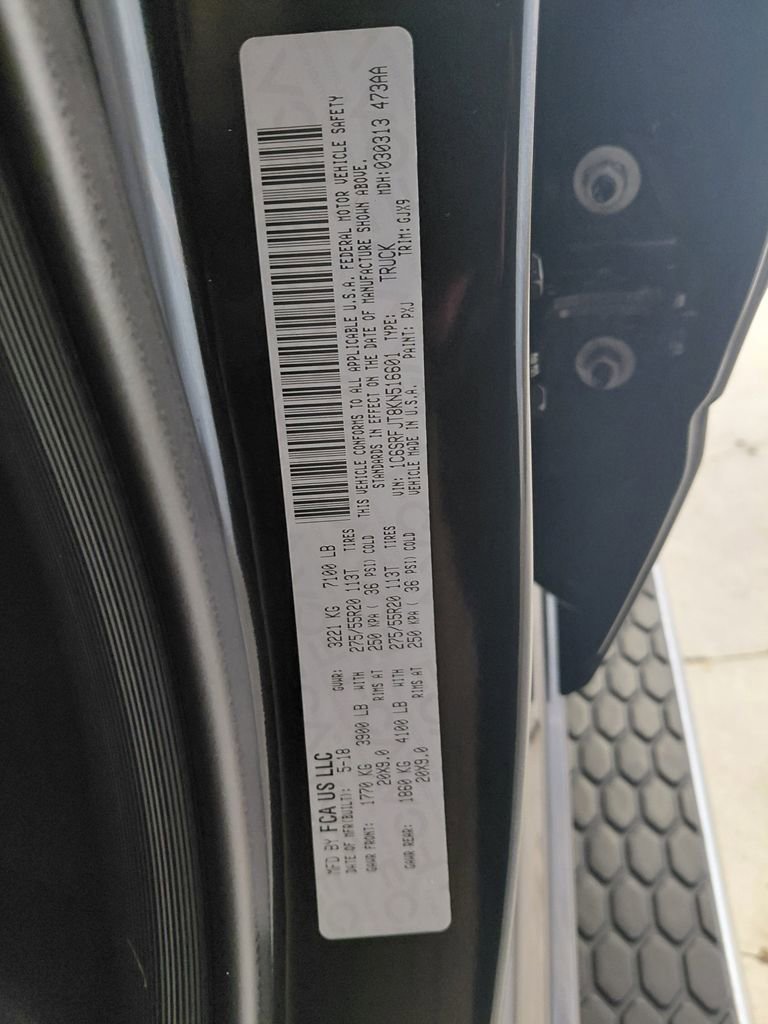 MFD BY FCA US LLC
DATE OF MFR(BUILT): 5-18 GVWR: 3221 KG 7100 LB
GAWR FRONT: 1770 KG 3900 LB WITH 275/55R20 113T TIRES
20X9.0 RIMS AT 250 KPA ( 36 PSI) COLD
GAWR REAR: 1860 KG 4100 LB WITH 275/55R20 113T TIRES
20X9.0 RIMS AT 250 KPA ( 36 PSI) COLD
THIS VEHICLE CONFORMS TO ALL APPLICABLE U.S.A. FEDERAL MOTOR VEHICLE SAFETY
STANDARDS IN EFFECT ON THE DATE OF MANUFACTURE SHOWN ABOVE.
VIN: 1C6SRFJT8KN516601 TYPE: TRUCK MDH:030313 473AA
VEHICLE MADE IN U.S.A. PAINT: PXJ TRIM: GJX9